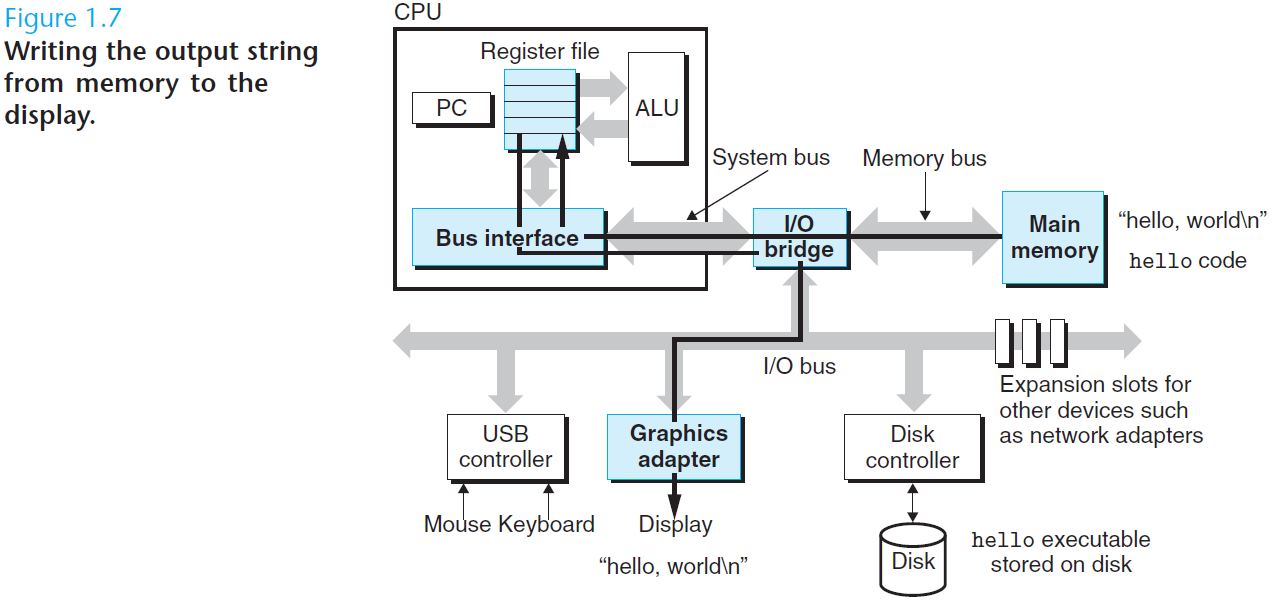 Figure 1.7
Writing the output string
from memory to the
display.
CPU
Register file
PC
ALU
System bus
Memory bus
Bus interface
I/O
bridge
Main
memory
“hello, world\n”
hello code
I/O bus
Expansion slots for
other devices such
as network adapters
USB
controller
Graphics
adapter
Disk
controller
Mouse Keyboard
Display
“hello, world\n”
Disk
hello executable
stored on disk